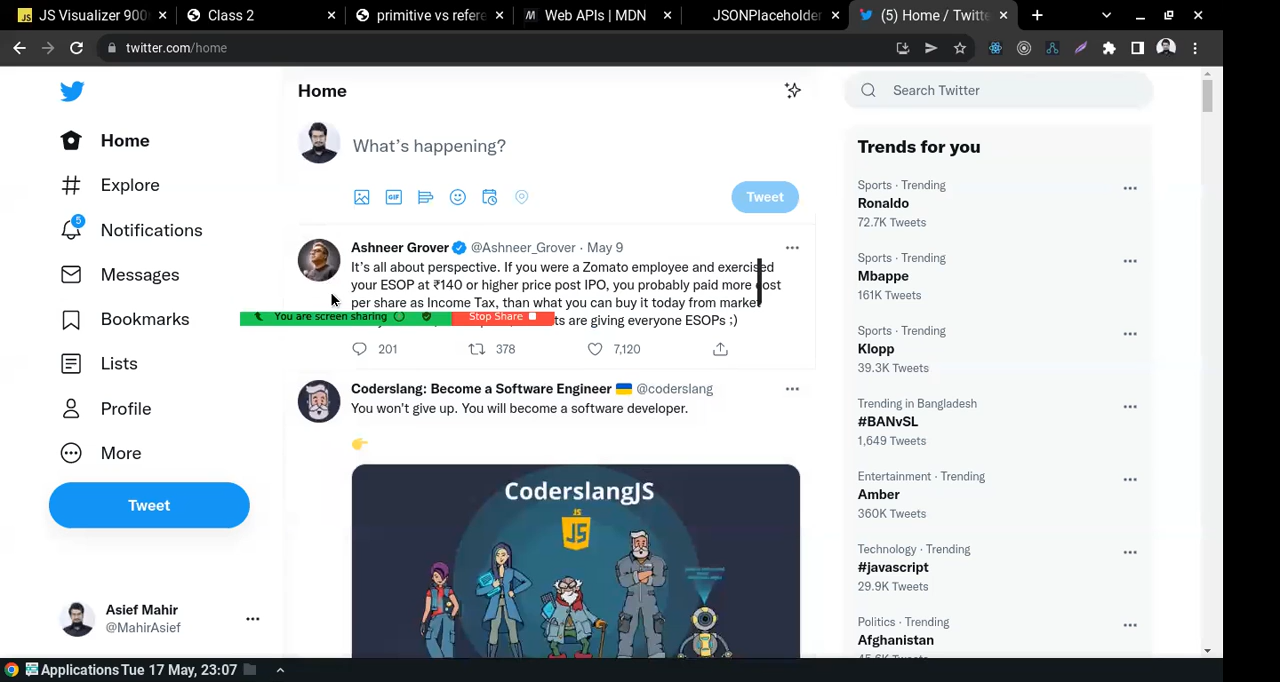 JS Visualizer 900
Class 2
primitive vs refere
Web APIs | MDN
JSONPlaceholder
(5) Home / Twitte
twitter.com/home
Home
Explore
5
Notifications
Messages
Bookmarks
Lists
Profile
More
Tweet
Asief Mahir
@MahirAsief
Home
What's happening?
GIF
Tweet
Ashneer Grover @Ashneer_Grover · May 9
It's all about perspective. If you were a Zomato employee and exercised
your ESOP at ₹140 or higher price post IPO, you probably paid more cost
per share as Income Tax, than what you can buy it today from market
You are screen sharing Stop Share
are giving everyone ESOPs ;)
201 378 7,120
Coderslang: Become a Software Engineer 🇺🇦 @coderslang
You won't give up. You will become a software developer.
👉
CoderslangJS
JS
Search Twitter
Trends for you
Sports · Trending
Ronaldo
72.7K Tweets
Sports · Trending
Mbappe
161K Tweets
Sports · Trending
Klopp
39.3K Tweets
Trending in Bangladesh
#BANvSL
1,649 Tweets
Entertainment · Trending
Amber
360K Tweets
Technology · Trending
#javascript
29.9K Tweets
Politics · Trending
Afghanistan
Applications Tue 17 May, 23:07